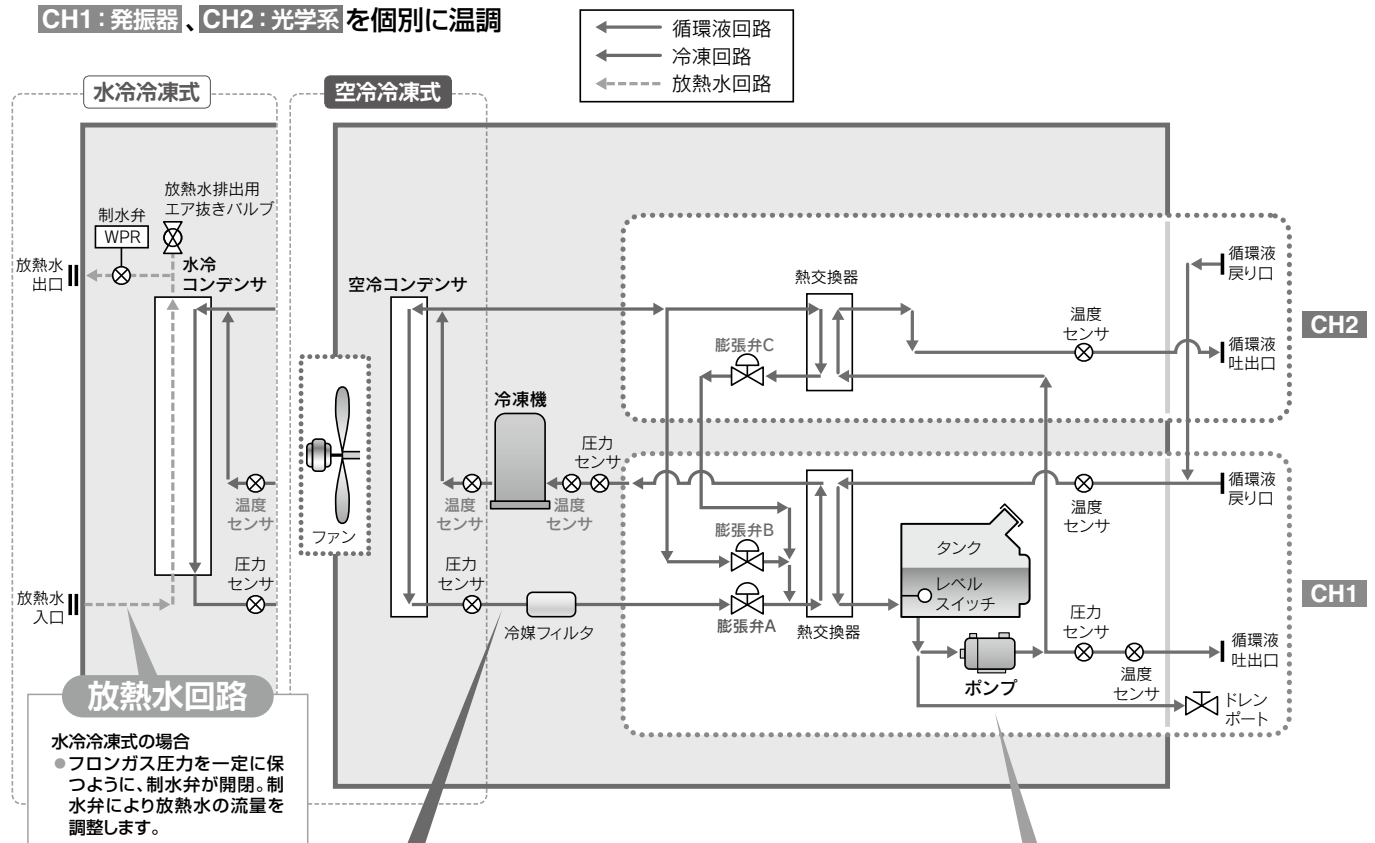 CH1：発振器、CH2：光学系を個別に温調
循環液回路
冷凍回路
放熱水回路
水冷冷凍式
空冷冷凍式
放熱水排出用
エア抜きバルブ
制水弁
WPR
放熱水
出口
水冷
コンデンサ
温度
センサ
圧力
センサ
放熱水
入口
空冷コンデンサ
ファン
冷凍機
温度
センサ
温度
センサ
圧力
センサ
圧力
センサ
冷媒フィルタ
熱交換器
膨張弁C
温度
センサ
循環液
戻り口
循環液
吐出口
CH2
膨張弁B
膨張弁A
熱交換器
タンク
レベル
スイッチ
ポンプ
温度
センサ
圧力
センサ
温度
センサ
循環液
戻り口
循環液
吐出口
ドレン
ポート
CH1
放熱水回路
水冷冷凍式の場合
●フロンガス圧力を一定に保
つように、制水弁が開閉。制
水弁により放熱水の流量を
調整します。